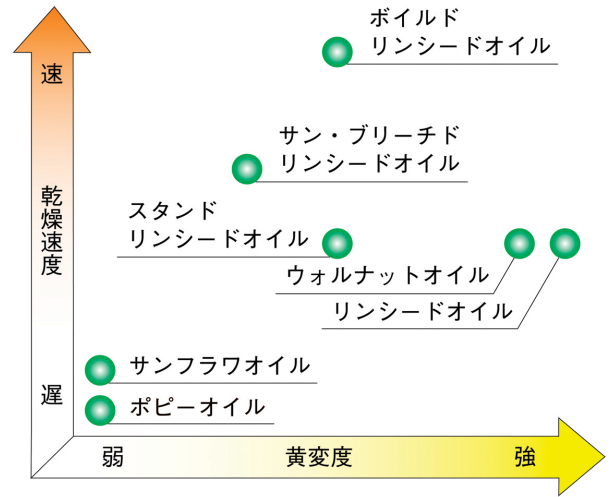 ボイルド
リンシードオイル
速
サン・ブリーチド
リンシードオイル
乾燥速度
スタンド
リンシードオイル
ウォルナットオイル
リンシードオイル
サンフラワオイル
遅
ポピーオイル
弱
黄変度
強